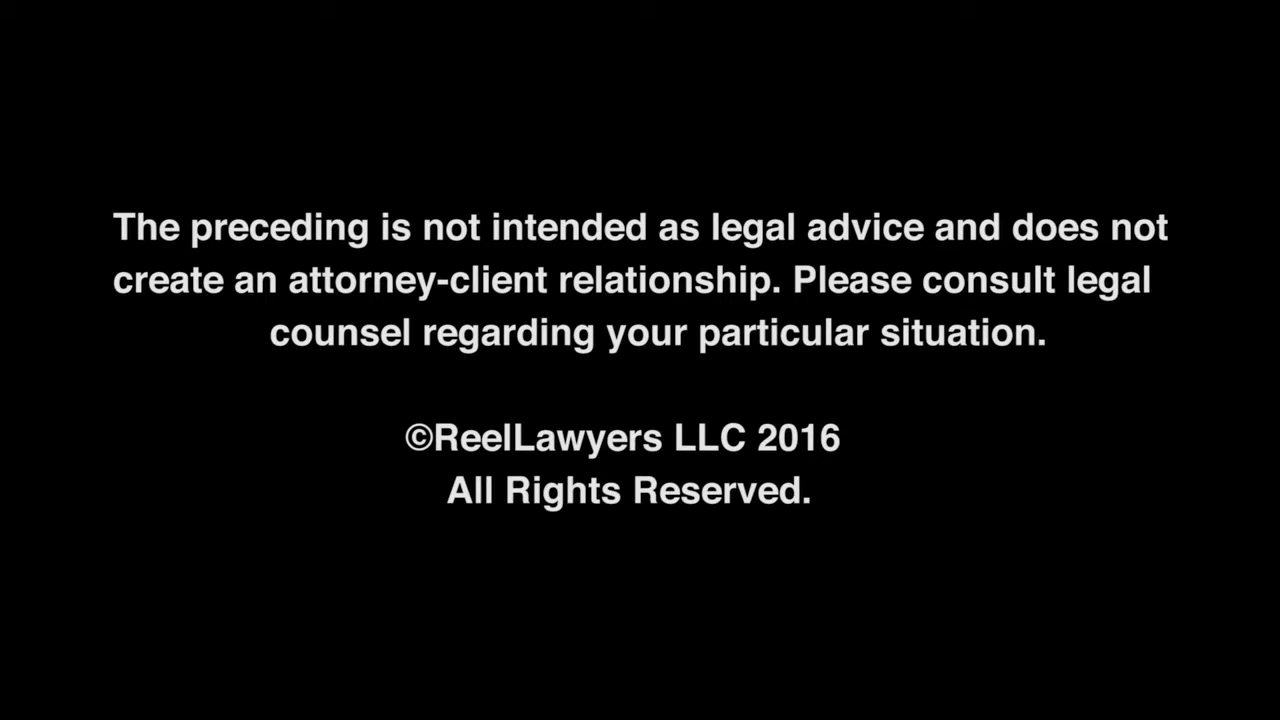 The preceding is not intended as legal advice and does not
create an attorney-client relationship. Please consult legal
counsel regarding your particular situation.
©ReelLawyers LLC 2016
All Rights Reserved.